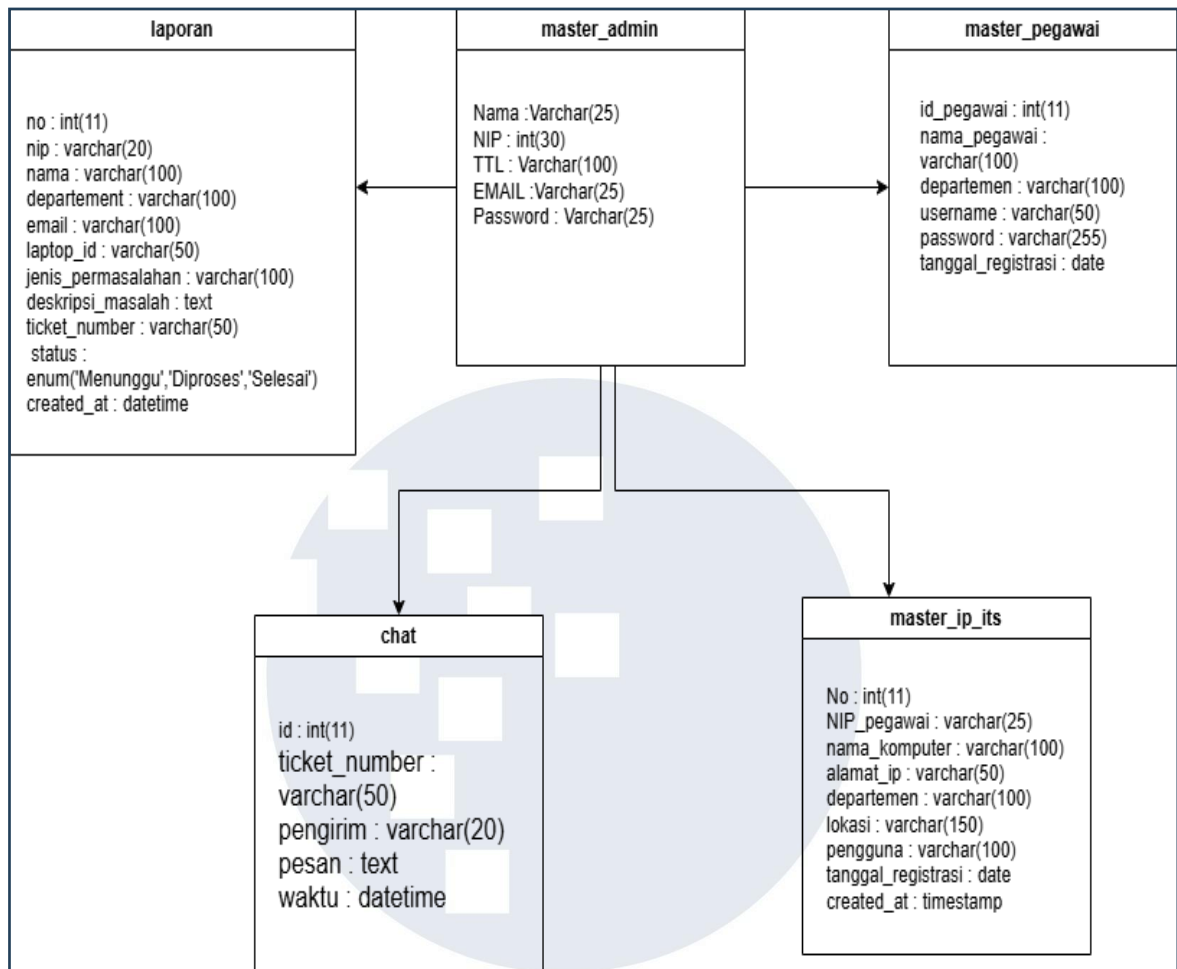 laporan
no : int(11)
nip : varchar(20)
nama : varchar(100)
departement : varchar(100)
email : varchar(100)
laptop_id : varchar(50)
jenis_permasalahan : varchar(100)
deskripsi_masalah : text
ticket_number : varchar(50)
status :
enum('Menunggu','Diproses','Selesai')
created_at : datetime
master_admin
Nama :Varchar(25)
NIP : int(30)
TTL : Varchar(100)
EMAIL :Varchar(25)
Password : Varchar(25)
master_pegawai
id_pegawai : int(11)
nama_pegawai :
varchar(100)
departemen : varchar(100)
username : varchar(50)
password : varchar(255)
tanggal_registrasi : date
chat
id : int(11)
ticket_number :
varchar(50)
pengirim : varchar(20)
pesan : text
waktu : datetime
master_ip_its
No : int(11)
NIP_pegawai : varchar(25)
nama_komputer : varchar(100)
alamat_ip : varchar(50)
departemen : varchar(100)
lokasi : varchar(150)
pengguna : varchar(100)
tanggal_registrasi : date
created_at : timestamp